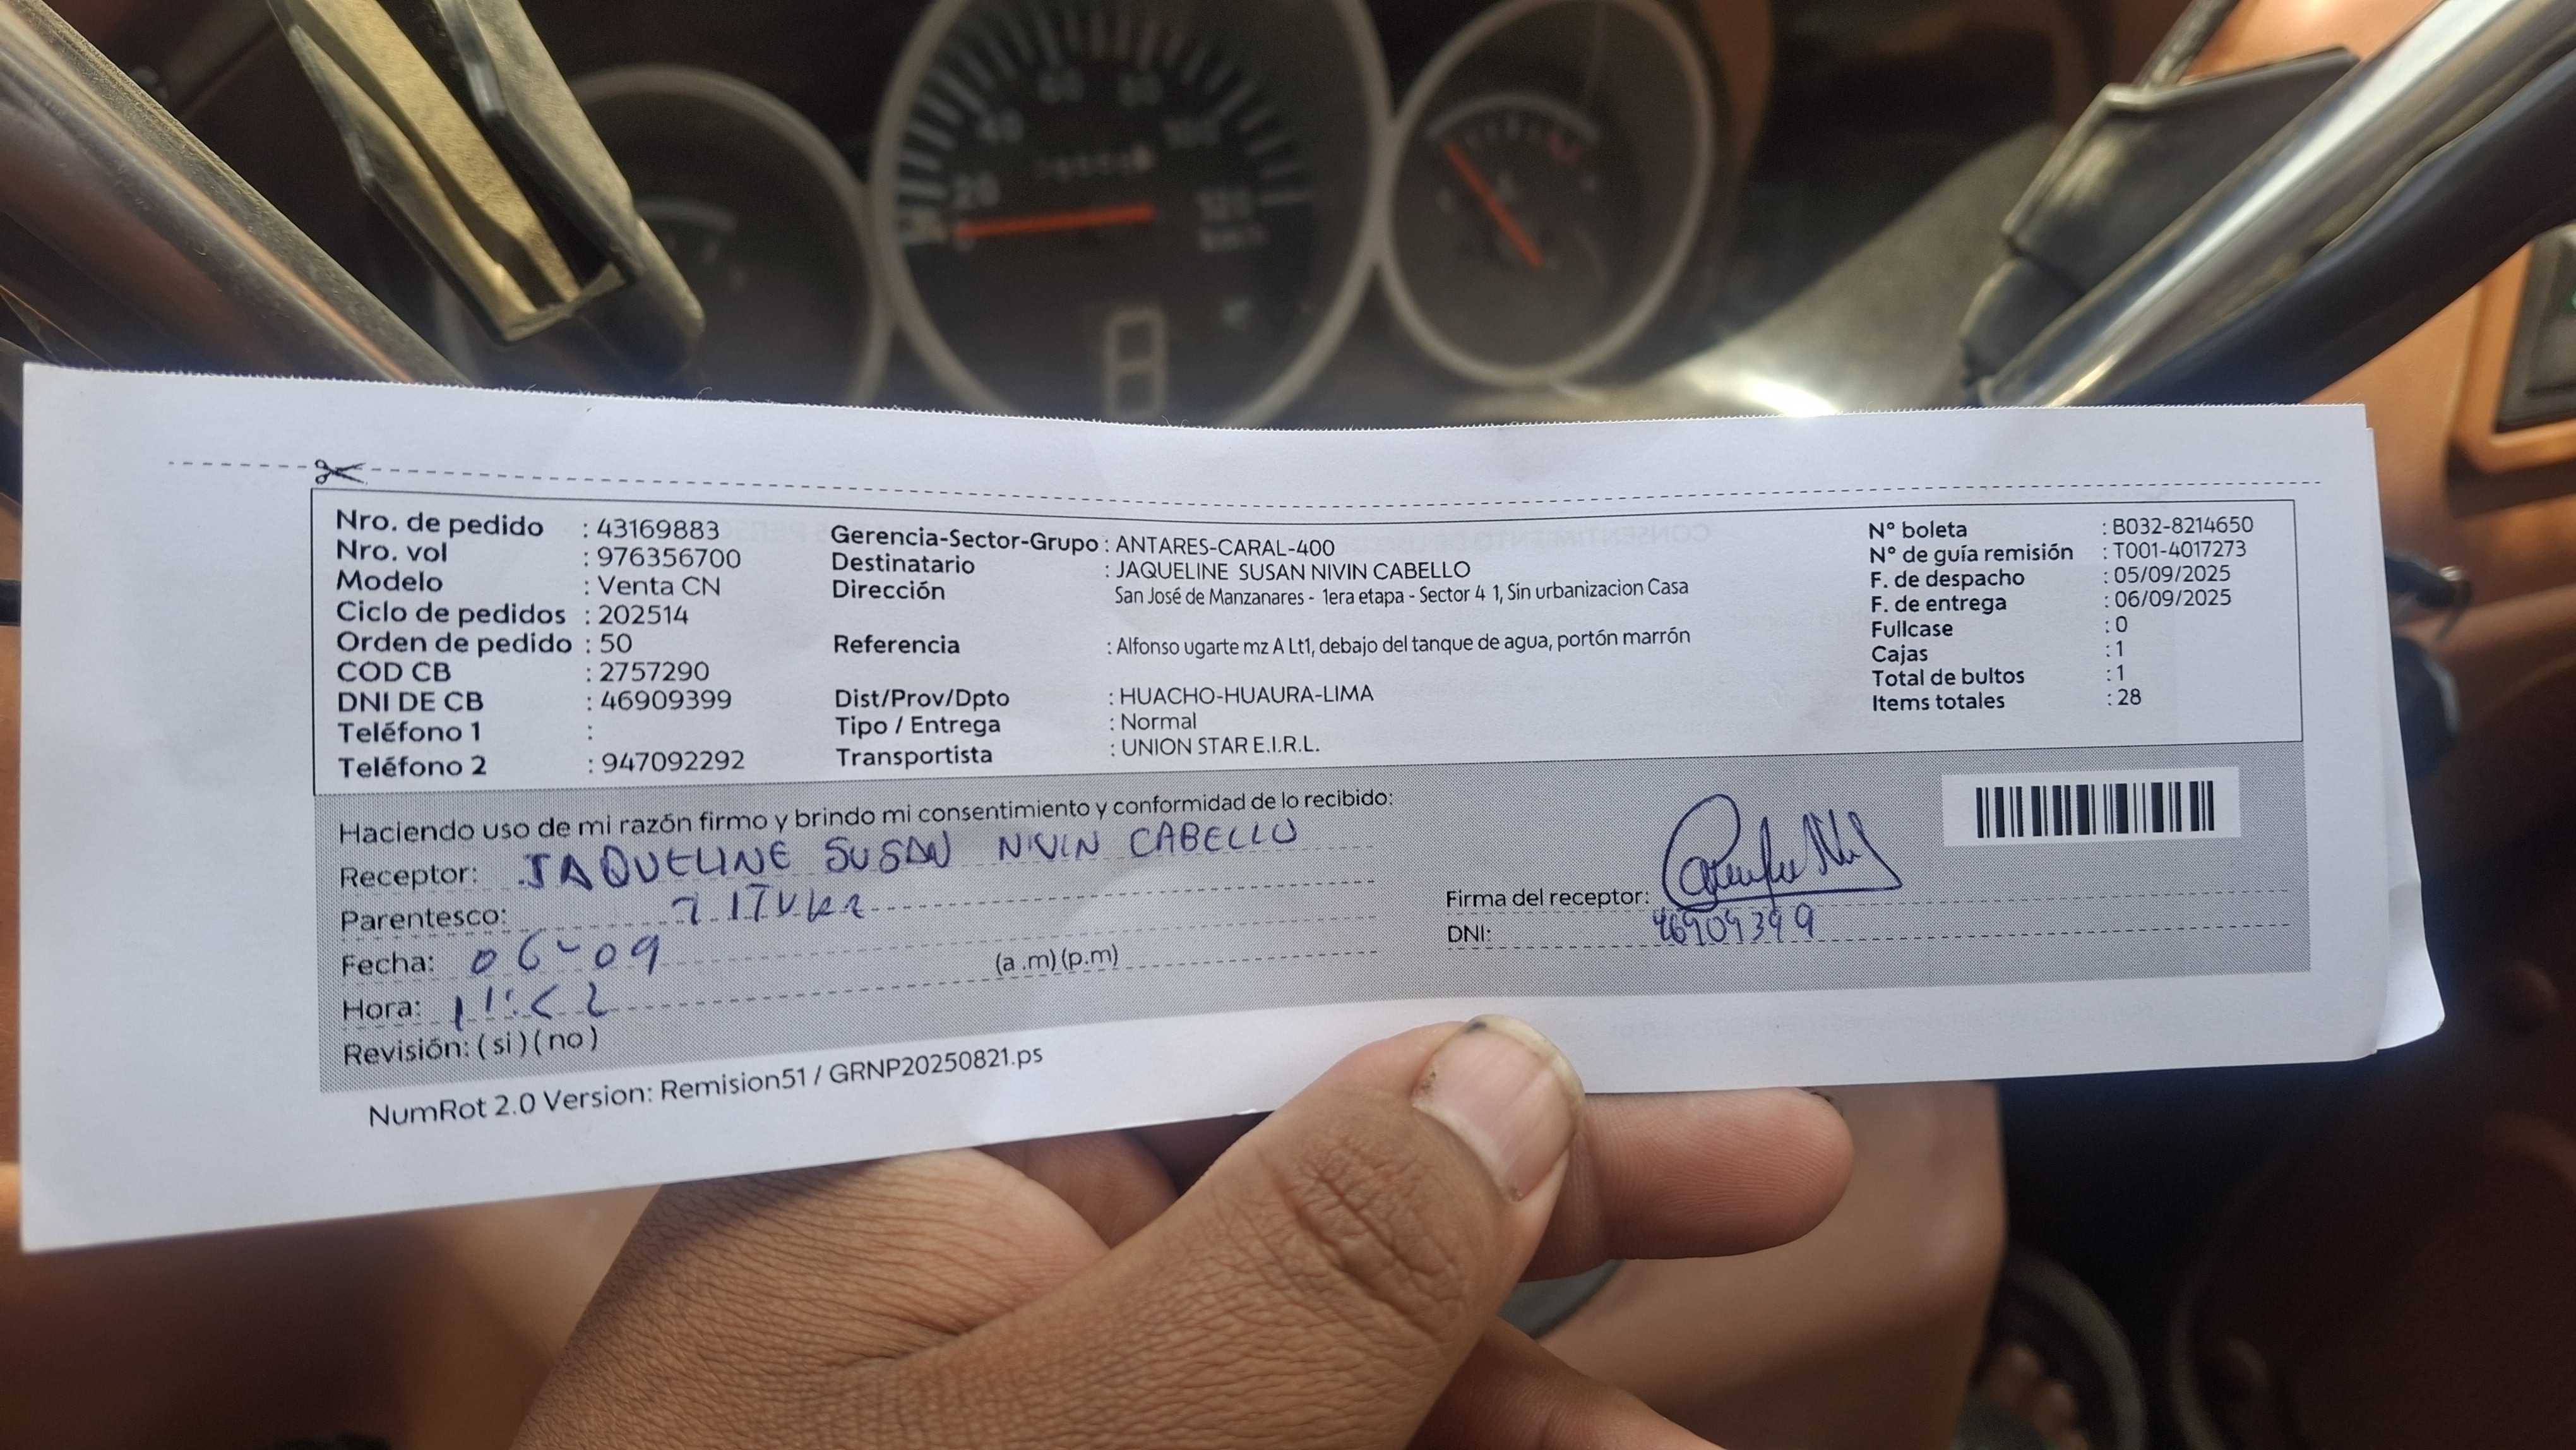 Nro. de pedido : 43169883
Nro. vol : 976356700
Modelo : Venta CN
Ciclo de pedidos : 202514
Orden de pedido : 50
COD CB : 2757290
DNI DE CB : 46909399
Teléfono 1 :
Teléfono 2 : 947092292
Gerencia-Sector-Grupo : ANTARES-CARAL-400
Destinatario : JAQUELINE SUSAN NIVIN CABELLO
Dirección San José de Manzanares - 1era etapa - Sector 4 1, Sin urbanizacion Casa
Referencia : Alfonso ugarte mz A Lt1, debajo del tanque de agua, portón marrón
Dist/Prov/Dpto : HUACHO-HUAURA-LIMA
Tipo / Entrega : Normal
Transportista : UNION STAR E.I.R.L.
N° boleta : B032-8214650
N° de guía remisión : T001-4017273
F. de despacho : 05/09/2025
F. de entrega : 06/09/2025
Fullcase : 0
Cajas : 1
Total de bultos : 1
Items totales : 28
Haciendo uso de mi razón firmo y brindo mi consentimiento y conformidad de lo recibido:
Receptor: JAQUELINE SUSAN NIVIN CABELLO
Parentesco:
Fecha: 06-09
Hora: (a .m) (p.m)
Revisión: ( si ) ( no )
Firma del receptor:
DNI: 46909399
NumRot 2.0 Version: Remision51 / GRNP20250821.ps
20
40
60
80
100
120
km/h